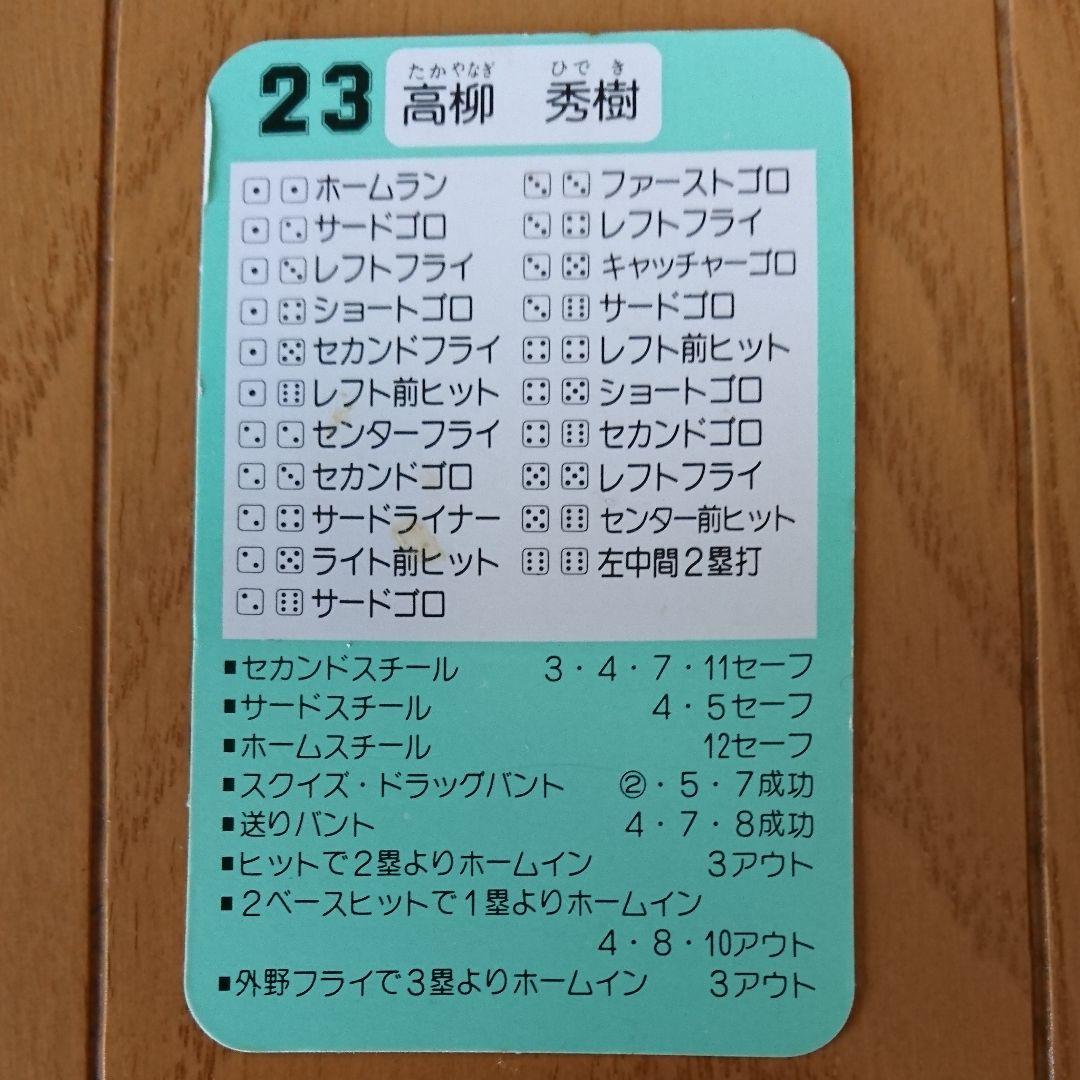 23 高柳 秀樹
たかやなぎ ひでき
⚀⚀ホームラン
⚀⚁サードゴロ
⚀⚂レフトフライ
⚀⚃ショートゴロ
⚀⚄セカンドフライ
⚀⚅レフト前ヒット
⚁⚁センターフライ
⚁⚂セカンドゴロ
⚁⚃サードライナー
⚁⚄ライト前ヒット
⚁⚅サードゴロ
⚂⚂ファーストゴロ
⚂⚃レフトフライ
⚂⚄キャッチャーゴロ
⚂⚅サードゴロ
⚃⚃レフト前ヒット
⚃⚄ショートゴロ
⚃⚅セカンドゴロ
⚄⚄レフトフライ
⚄⚅センター前ヒット
⚅⚅左中間2塁打
■セカンドスチール 3・4・7・11セーフ
■サードスチール 4・5セーフ
■ホームスチール 12セーフ
■スクイズ・ドラッグバント ②・5・7成功
■送りバント 4・7・8成功
■ヒットで2塁よりホームイン 3アウト
■2ベースヒットで1塁よりホームイン
4・8・10アウト
■外野フライで3塁よりホームイン 3アウト